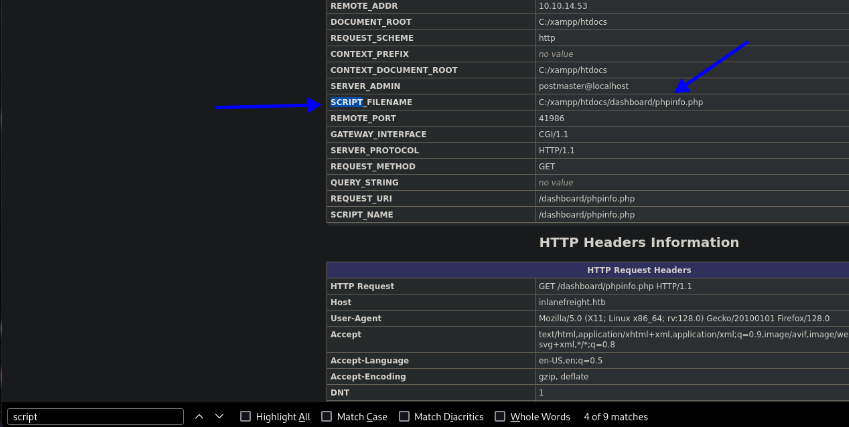 REMOTE_ADDR 10.10.14.53
DOCUMENT_ROOT C:/xampp/htdocs
REQUEST_SCHEME http
CONTEXT_PREFIX no value
CONTEXT_DOCUMENT_ROOT C:/xampp/htdocs
SERVER_ADMIN postmaster@localhost
SCRIPT_FILENAME C:/xampp/htdocs/dashboard/phpinfo.php
REMOTE_PORT 41986
GATEWAY_INTERFACE CGI/1.1
SERVER_PROTOCOL HTTP/1.1
REQUEST_METHOD GET
QUERY_STRING no value
REQUEST_URI /dashboard/phpinfo.php
SCRIPT_NAME /dashboard/phpinfo.php
HTTP Headers Information
HTTP Request Headers
HTTP Request GET /dashboard/phpinfo.php HTTP/1.1
Host inlanefreight.htb
User-Agent Mozilla/5.0 (X11; Linux x86_64; rv:128.0) Gecko/20100101 Firefox/128.0
Accept text/html,application/xhtml+xml,application/xml;q=0.9,image/avif,image/we
svg+xml,*/*;q=0.8
Accept-Language en-US,en;q=0.5
Accept-Encoding gzip, deflate
DNT 1
script Highlight All Match Case Match Diacritics Whole Words 4 of 9 matches